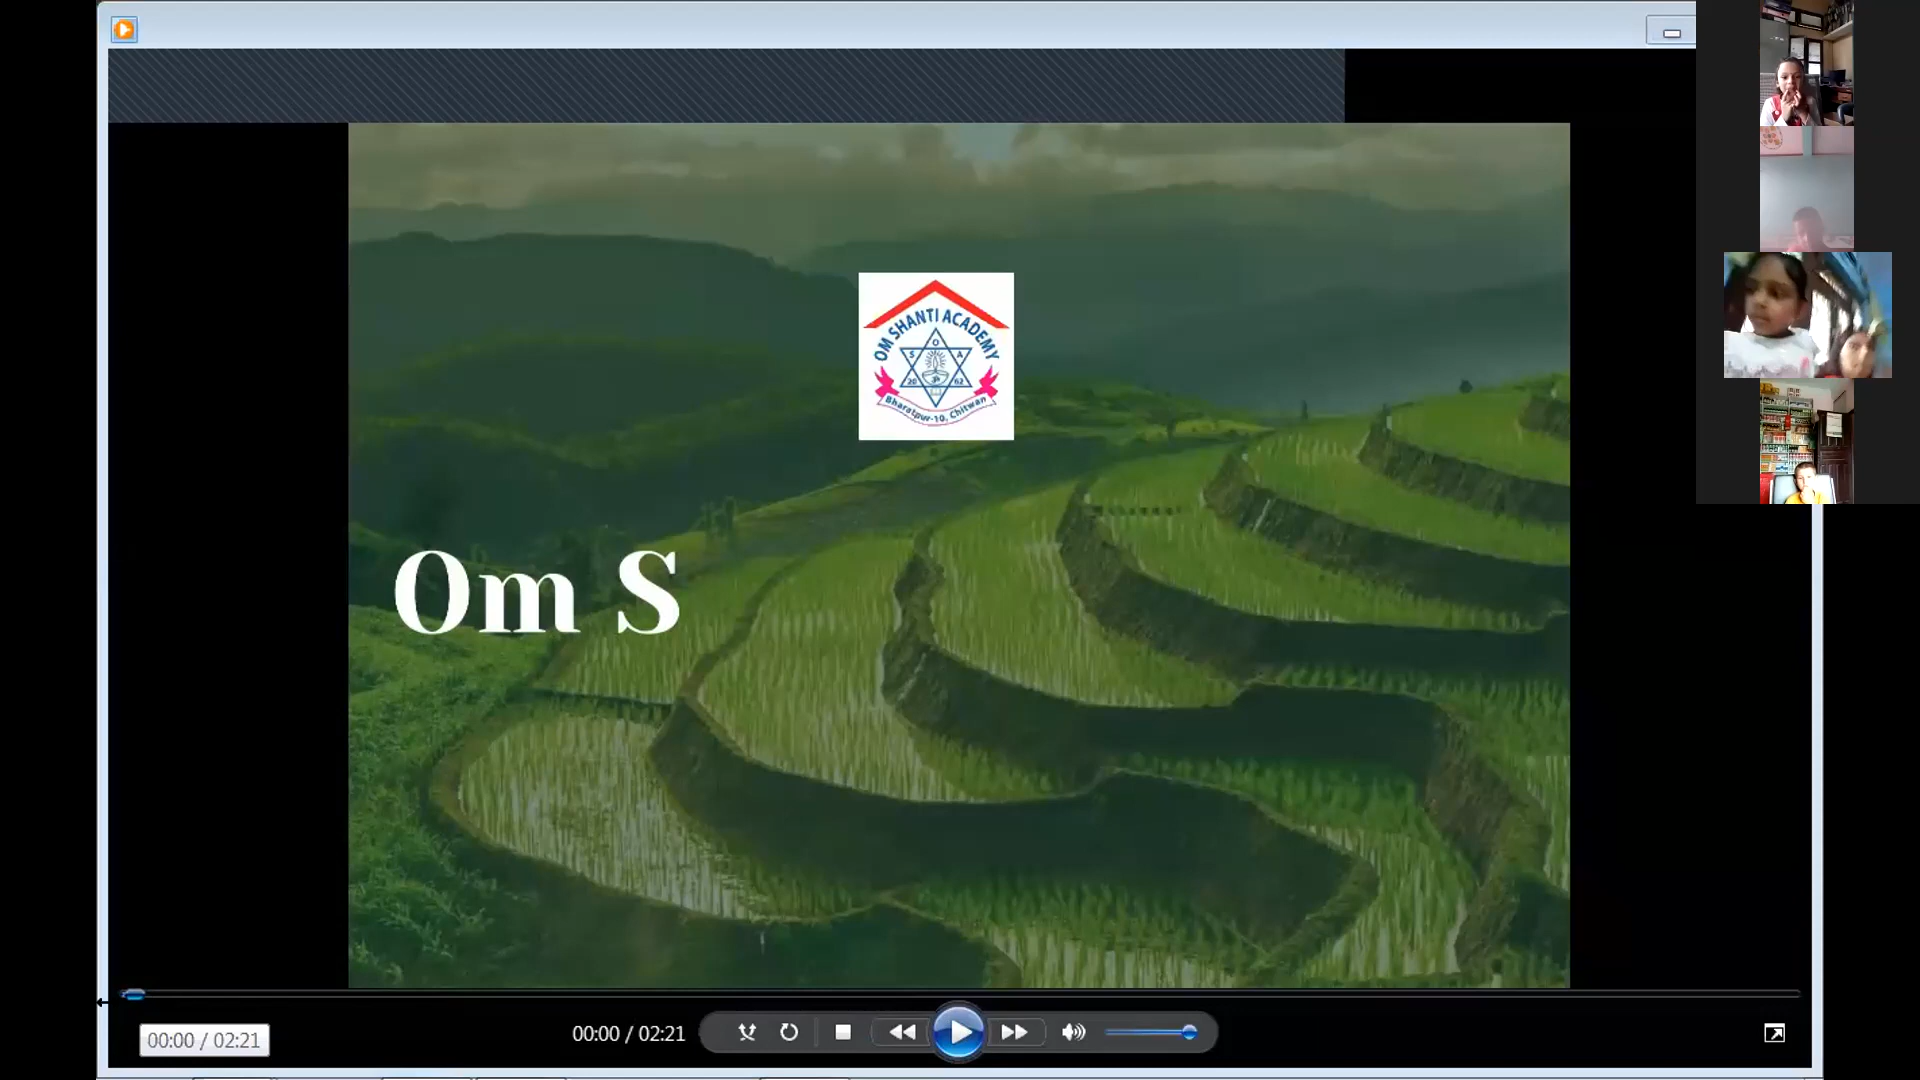 OM SHANTI ACADEMY
O
S A
20 62
Bharatpur-10, Chitwan
Om S
00:00 / 02:21
00:00 / 02:21